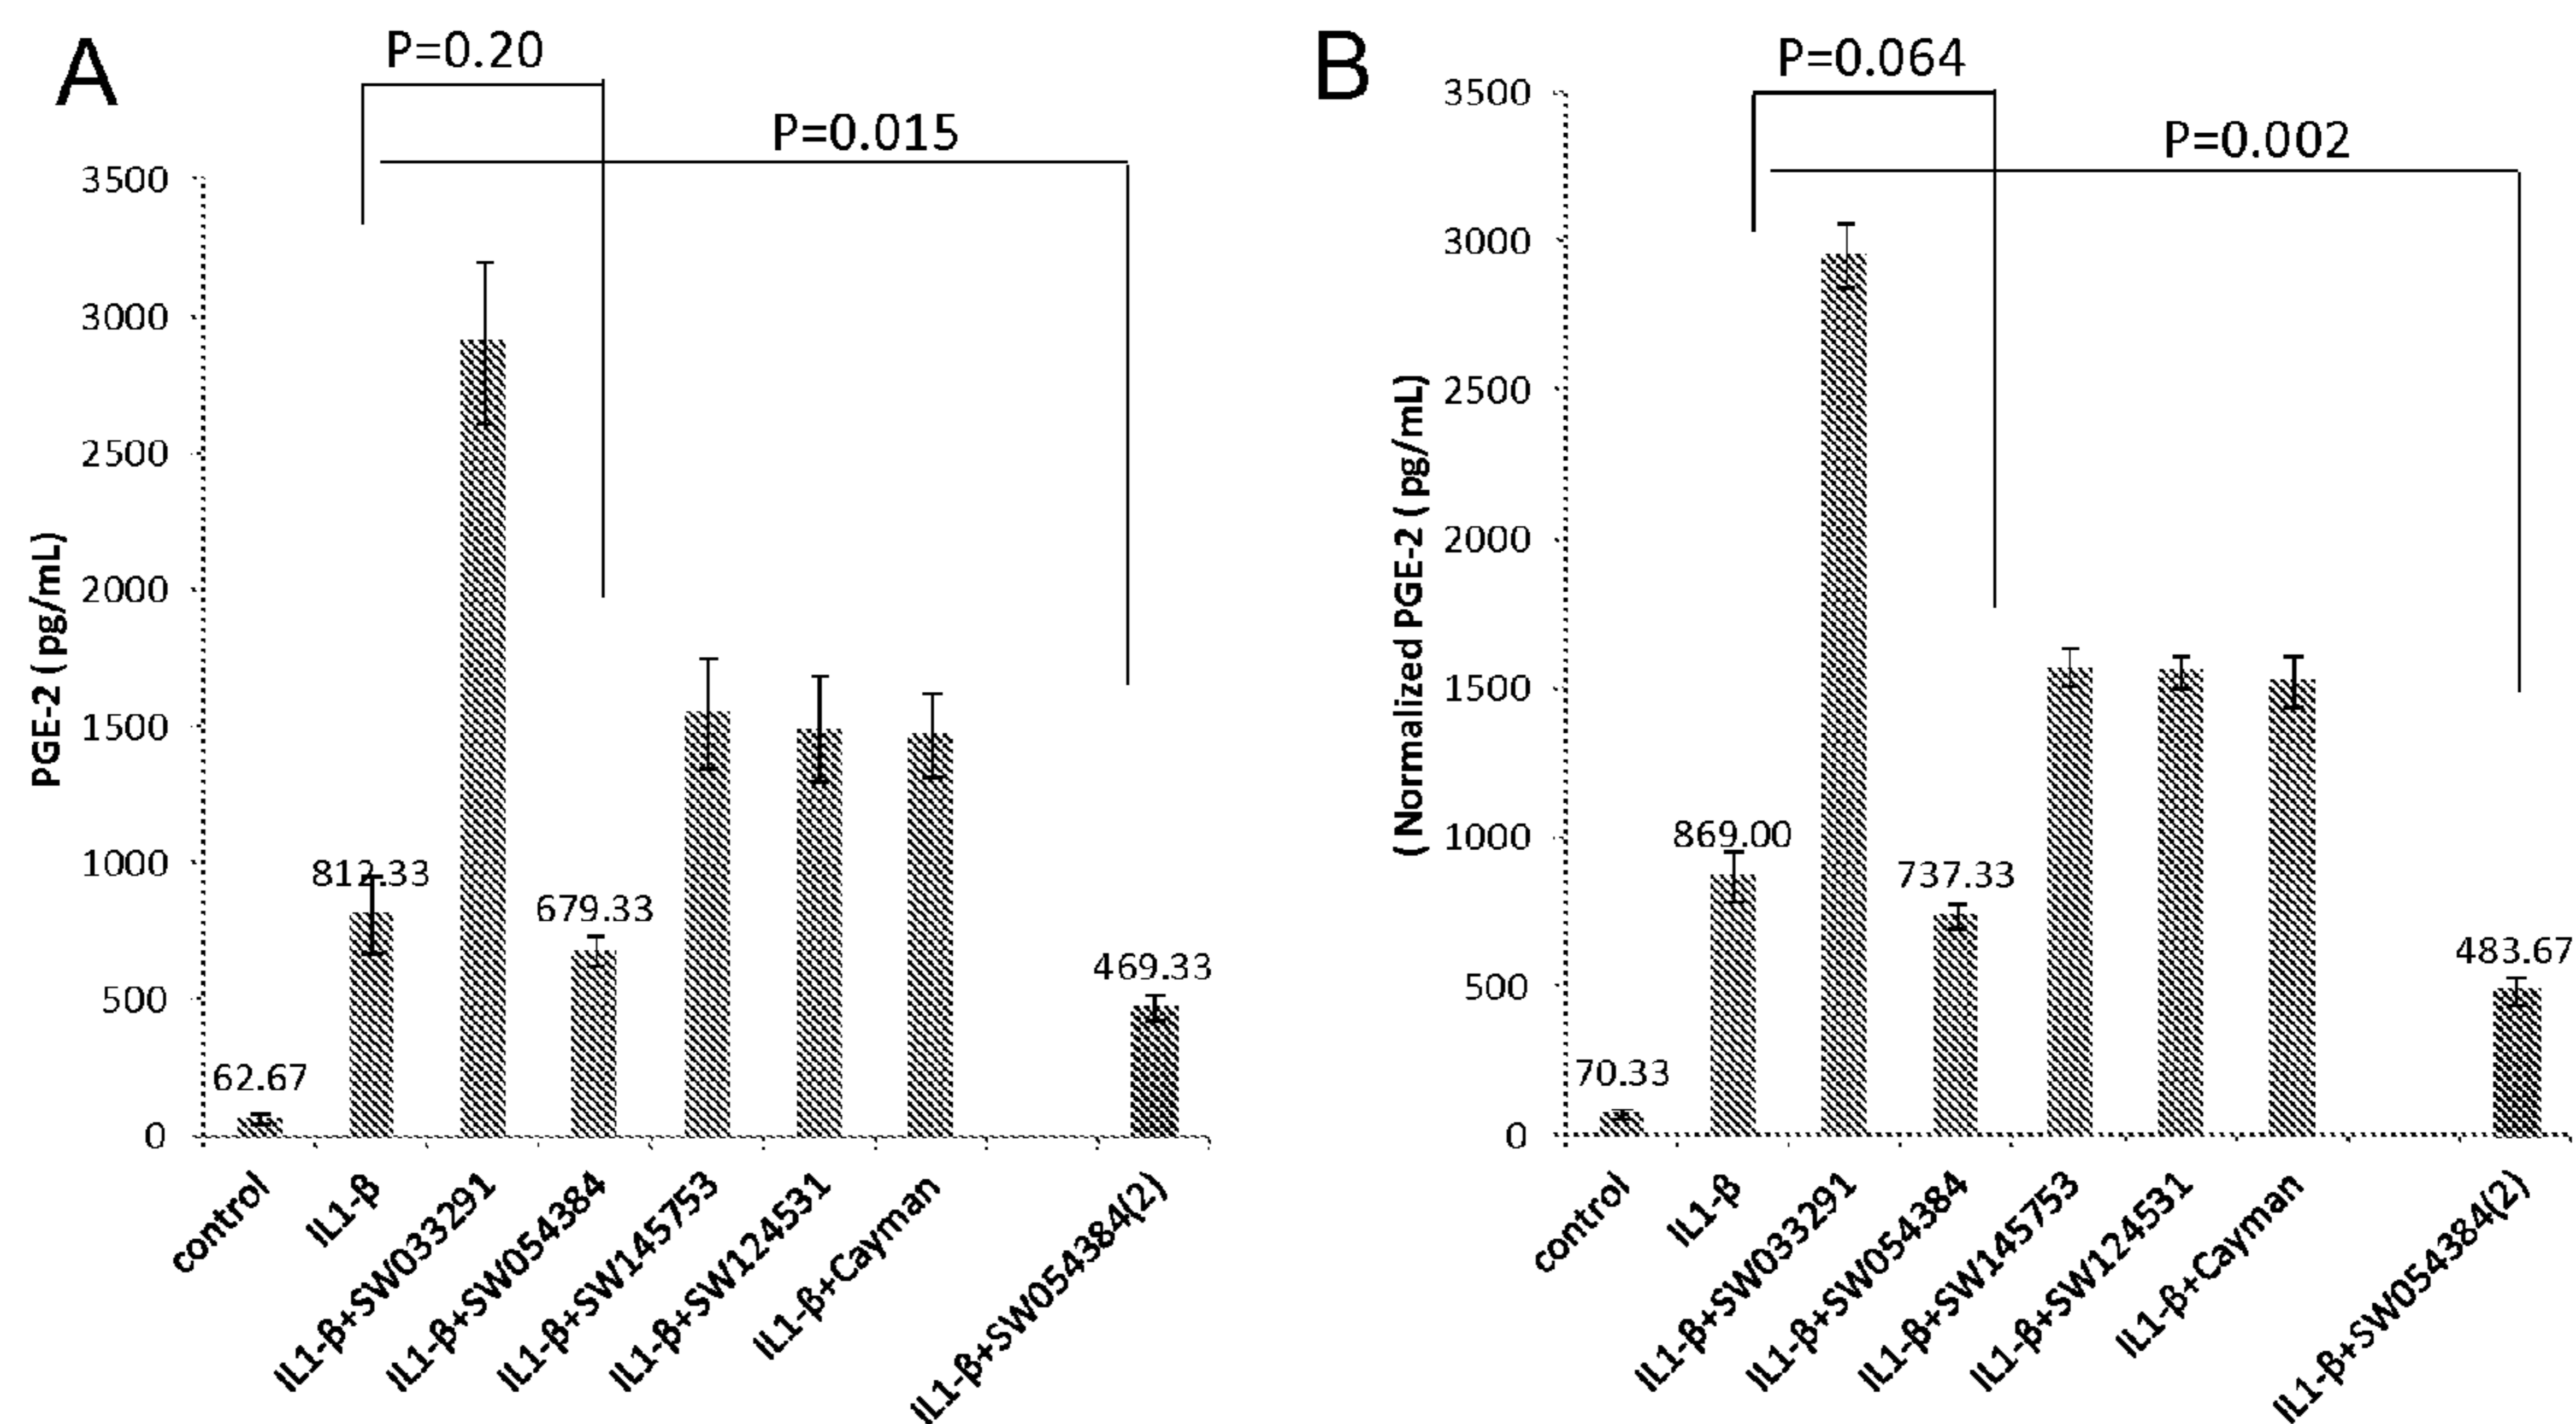 A
P=0.20
P=0.015
PGE-2 ( pg/mL)
3500
3000
2500
2000
1500
1000
500
0
62.67
812.33
679.33
469.33
control
IL1-β
IL1-β+SW033291
IL1-β+SW054384
IL1-β+SW145753
IL1-β+SW124531
IL1-β+Cayman
IL1-β+SW054384(2)
B
P=0.064
P=0.002
( Normalized PGE-2 ( pg/mL)
3500
3000
2500
2000
1500
1000
500
0
70.33
869.00
737.33
483.67
control
IL1-β
IL1-β+SW033291
IL1-β+SW054384
IL1-β+SW145753
IL1-β+SW124531
IL1-β+Cayman
IL1-β+SW054384(2)